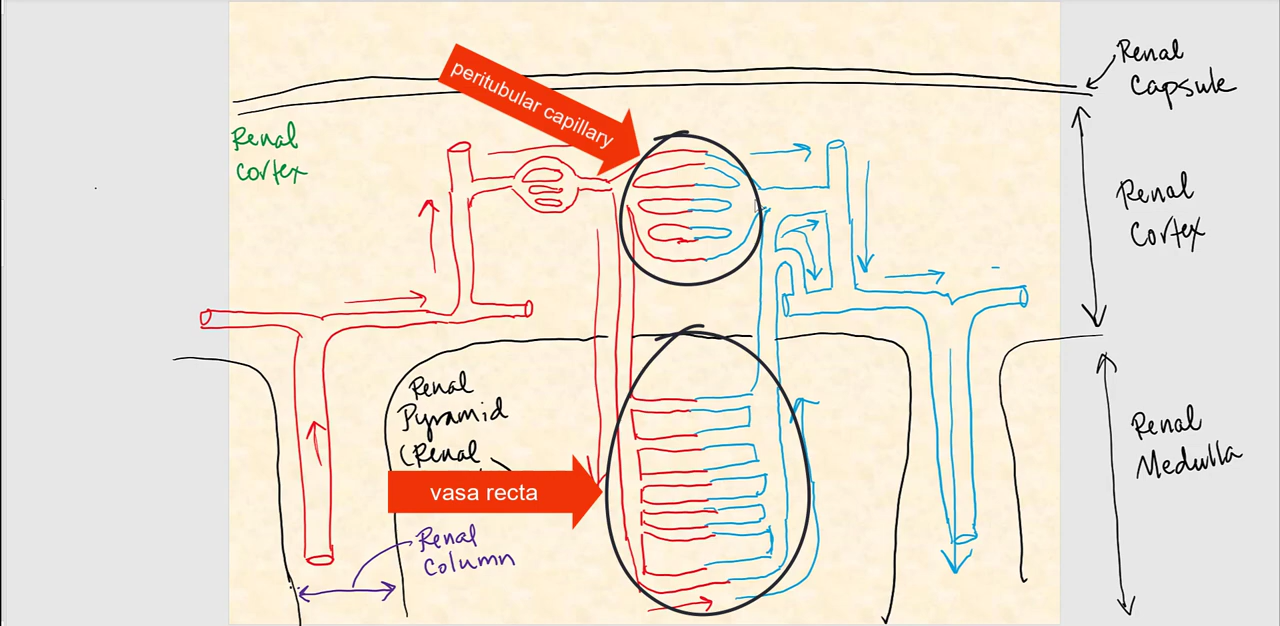 Renal
Capsule
peritubular capillary
Renal
cortex
Renal
Cortex
Renal
Pyramid
(Renal
vasa recta
Renal
Medulla
Renal
Column